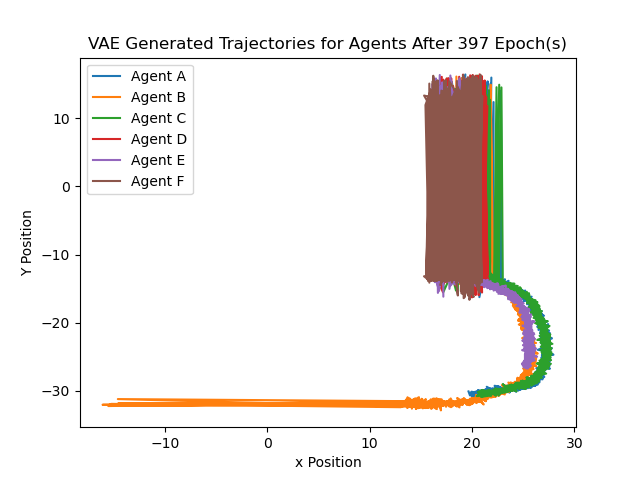 VAE Generated Trajectories for Agents After 397 Epoch(s)
Agent A
Agent B
Agent C
Agent D
Agent E
Agent F
10
0
−10
−20
−30
Y Position
−10
0
10
20
30
x Position